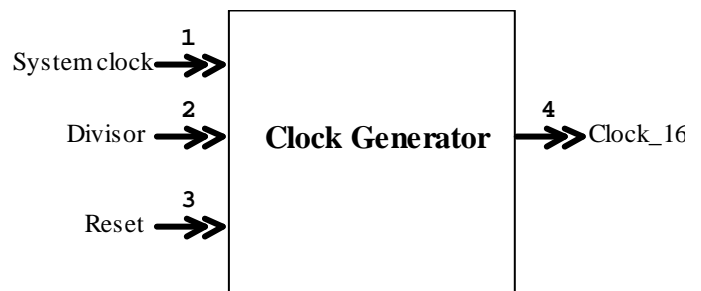 1
System clock
2
Divisor
Clock Generator
4
Clock_16
3
Reset